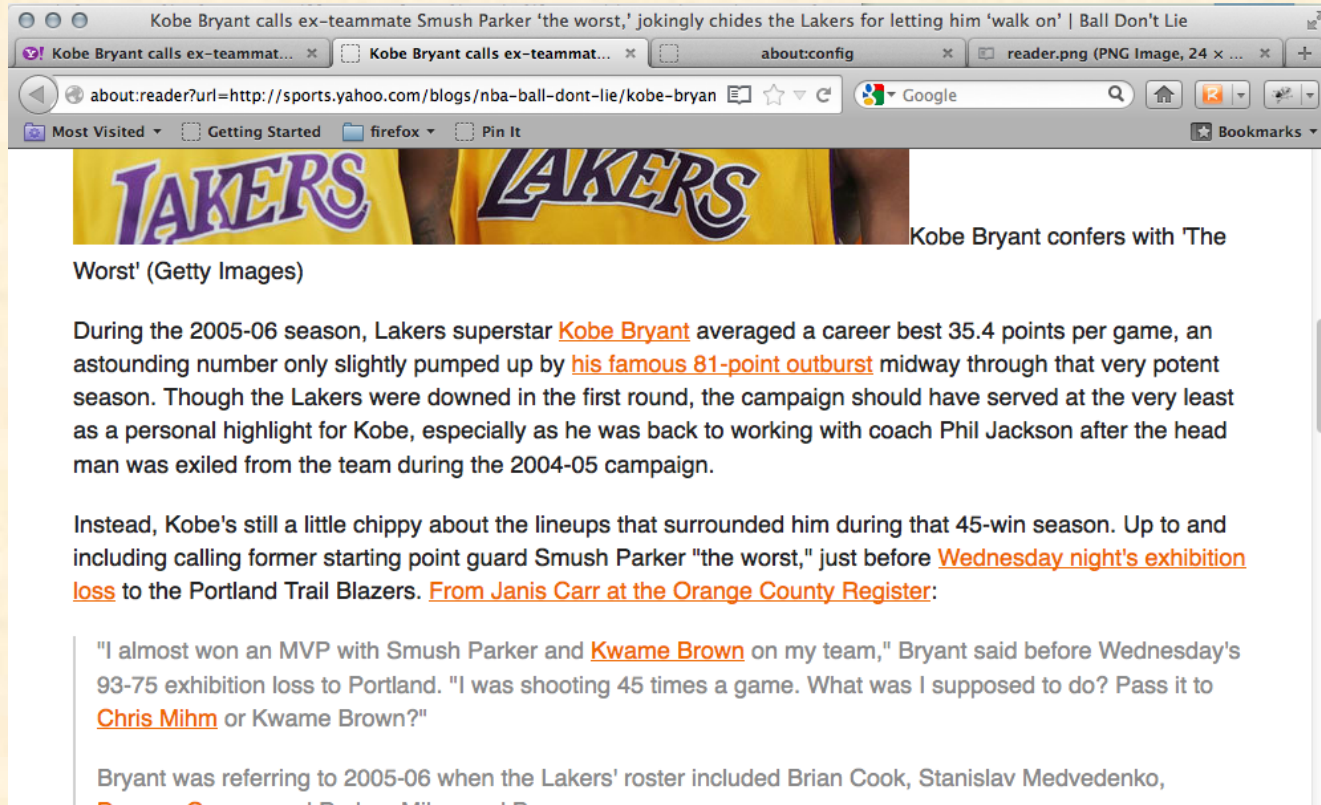 Kobe Bryant calls ex-teammate Smush Parker ‘the worst,’ jokingly chides the Lakers for letting him ‘walk on’ | Ball Don't Lie
Kobe Bryant calls ex-teammat...
Kobe Bryant calls ex-teammat...
about:config
reader.png (PNG Image, 24 × ...
about:reader?url=http://sports.yahoo.com/blogs/nba-ball-dont-lie/kobe-bryan
Google
Most Visited
Getting Started
firefox
Pin It
Bookmarks
LAKERS
LAKERS
Kobe Bryant confers with 'The
Worst' (Getty Images)
During the 2005-06 season, Lakers superstar Kobe Bryant averaged a career best 35.4 points per game, an
astounding number only slightly pumped up by his famous 81-point outburst midway through that very potent
season. Though the Lakers were downed in the first round, the campaign should have served at the very least
as a personal highlight for Kobe, especially as he was back to working with coach Phil Jackson after the head
man was exiled from the team during the 2004-05 campaign.
Instead, Kobe's still a little chippy about the lineups that surrounded him during that 45-win season. Up to and
including calling former starting point guard Smush Parker "the worst," just before Wednesday night's exhibition
loss to the Portland Trail Blazers. From Janis Carr at the Orange County Register:
"I almost won an MVP with Smush Parker and Kwame Brown on my team," Bryant said before Wednesday's
93-75 exhibition loss to Portland. "I was shooting 45 times a game. What was I supposed to do? Pass it to
Chris Mihm or Kwame Brown?"
Bryant was referring to 2005-06 when the Lakers' roster included Brian Cook, Stanislav Medvedenko,